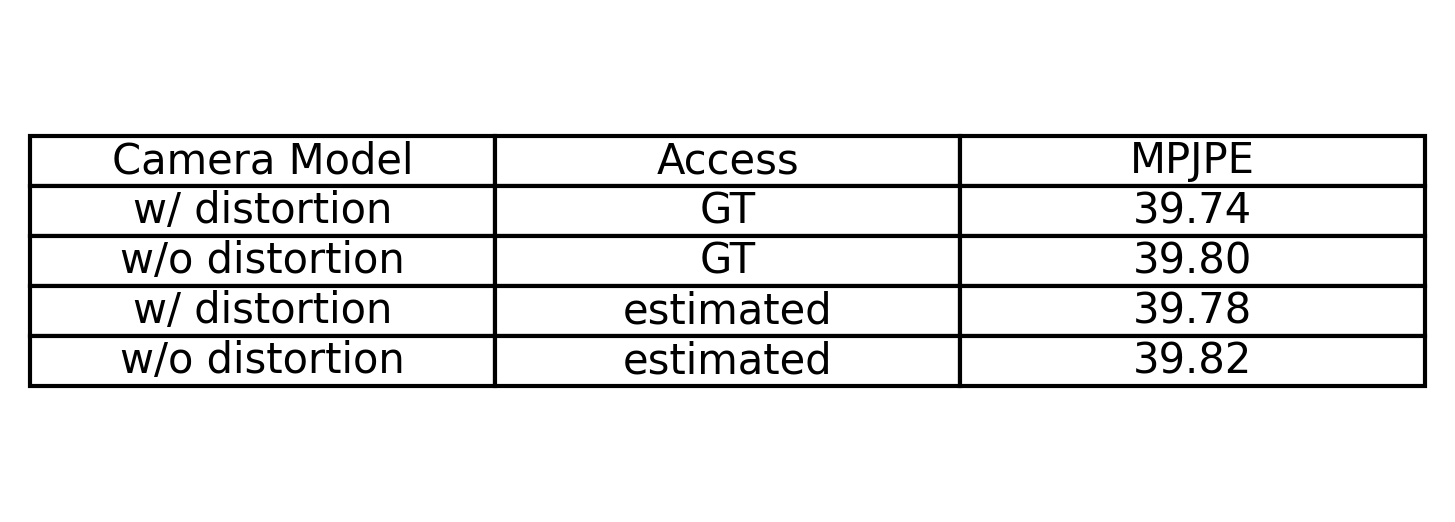 Camera Model Access MPJPE
w/ distortion GT 39.74
w/o distortion GT 39.80
w/ distortion estimated 39.78
w/o distortion estimated 39.82